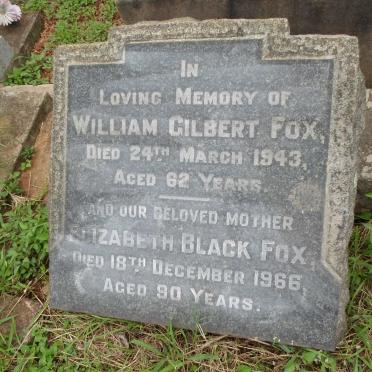 IN
LOVING MEMORY OF
WILLIAM GILBERT FOX,
DIED 24TH MARCH 1943,
AGED 62 YEARS.
AND OUR BELOVED MOTHER
ELIZABETH BLACK FOX,
DIED 18TH DECEMBER 1966,
AGED 90 YEARS.